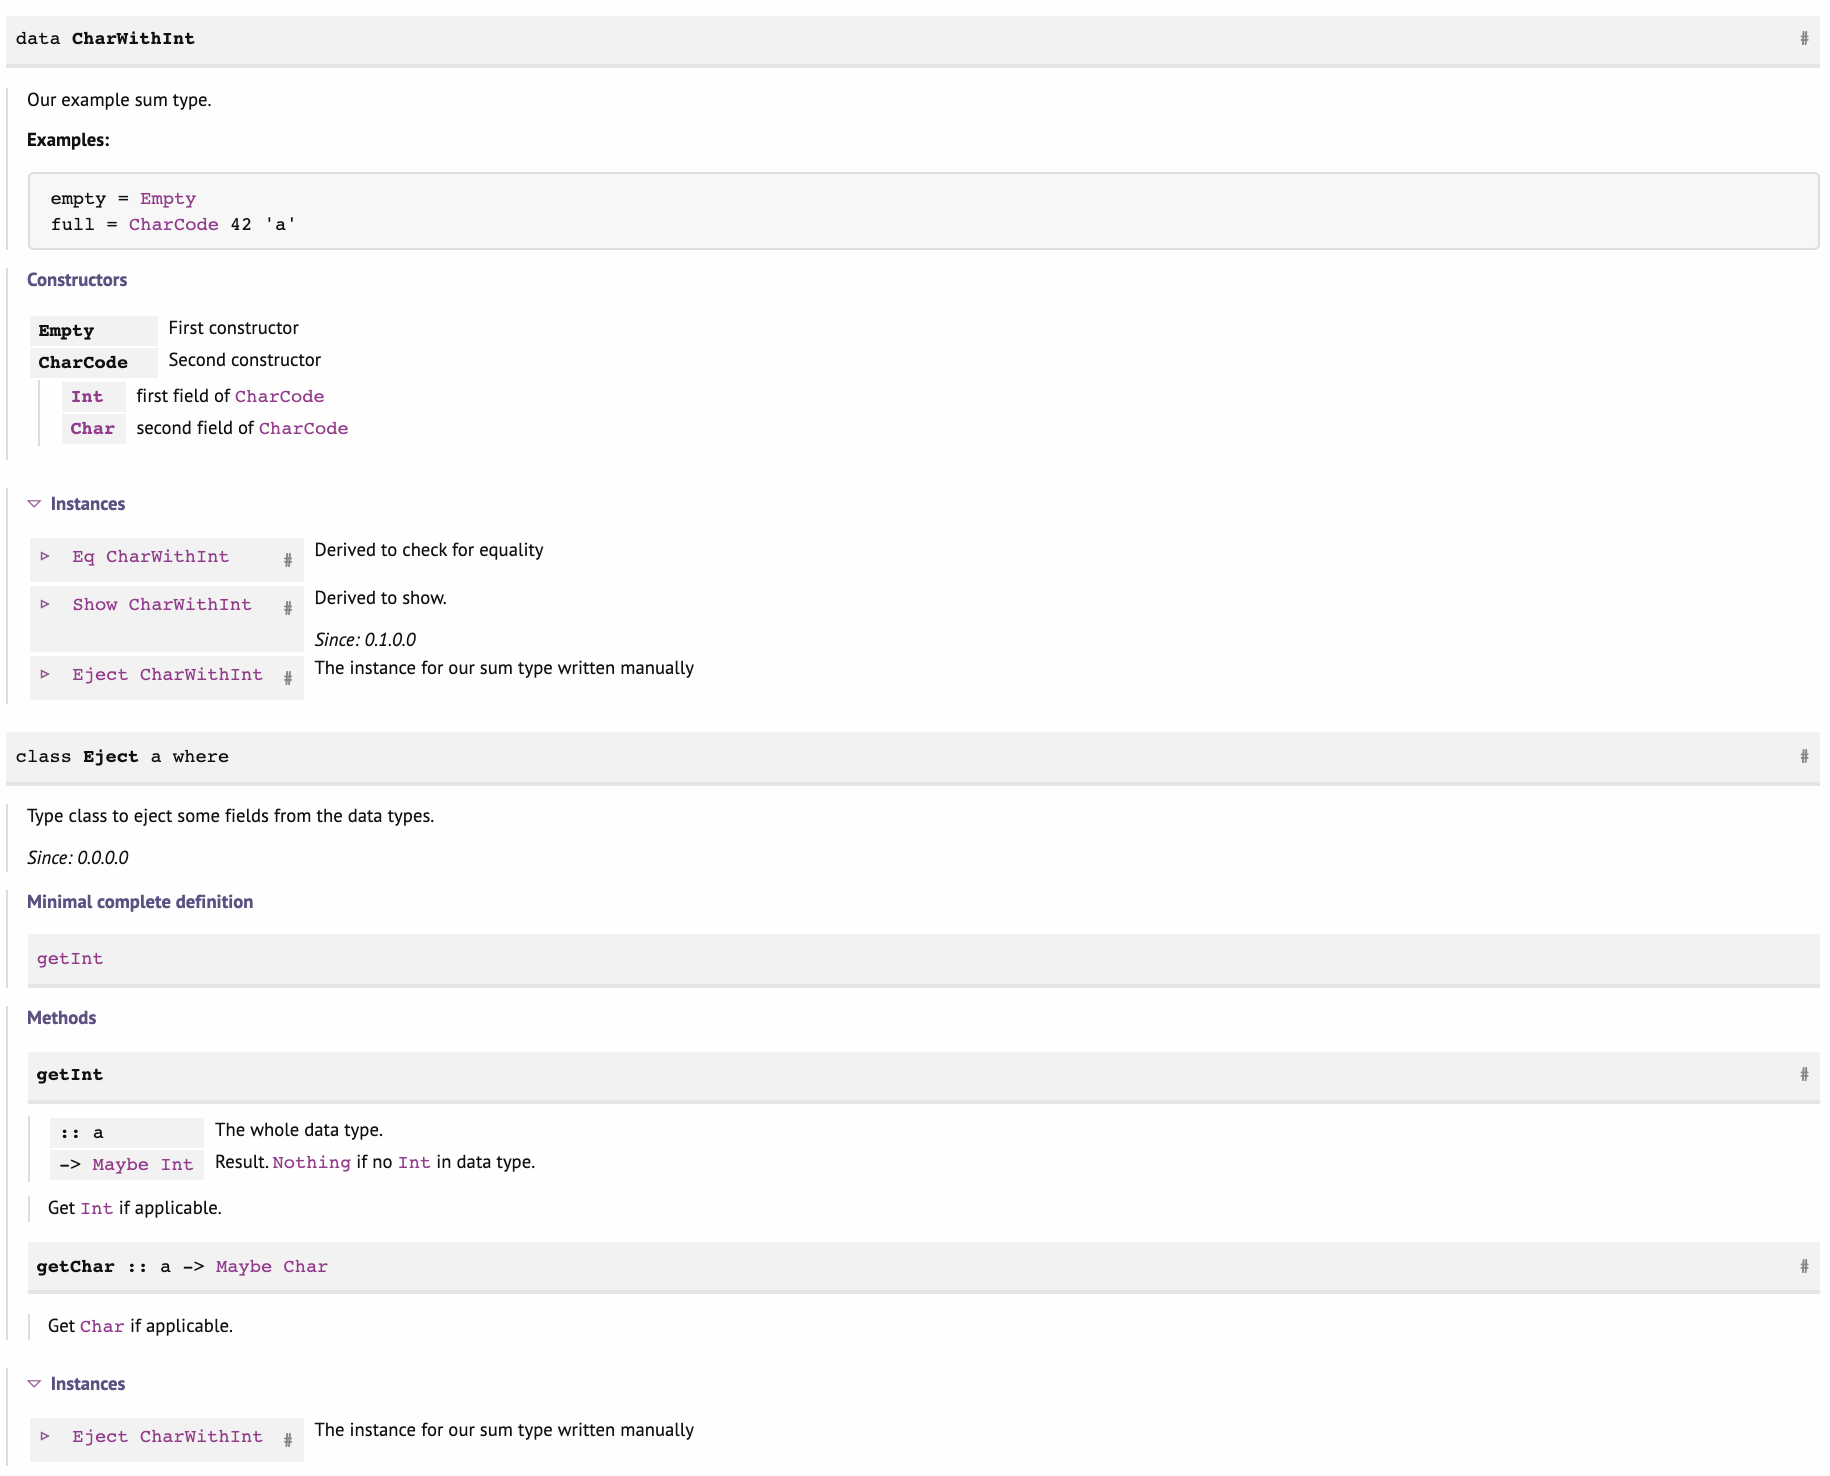 data CharWithInt #
Our example sum type.
Examples:
empty = Empty
full = CharCode 42 'a'
Constructors
Empty First constructor
CharCode Second constructor
Int first field of CharCode
Char second field of CharCode
Instances
Eq CharWithInt # Derived to check for equality
Show CharWithInt # Derived to show.
Since: 0.1.0.0
Eject CharWithInt # The instance for our sum type written manually
class Eject a where #
Type class to eject some fields from the data types.
Since: 0.0.0.0
Minimal complete definition
getInt
Methods
getInt #
:: a The whole data type.
-> Maybe Int Result. Nothing if no Int in data type.
Get Int if applicable.
getChar :: a -> Maybe Char #
Get Char if applicable.
Instances
Eject CharWithInt # The instance for our sum type written manually